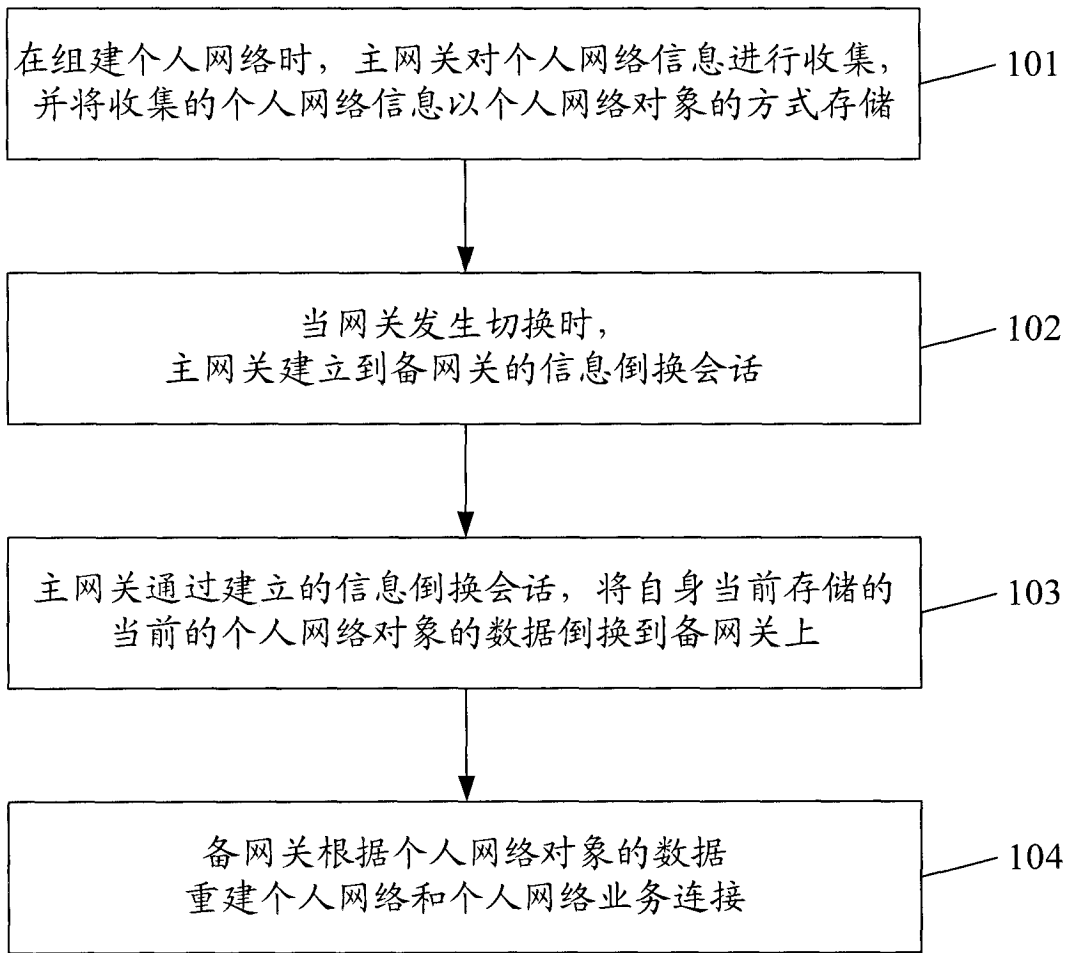 在组建个人网络时，主网关对个人网络信息进行收集，
并将收集的个人网络信息以个人网络对象的方式存储
101
当网关发生切换时，
主网关建立到备网关的信息倒换会话
102
主网关通过建立的信息倒换会话，将自身当前存储的
当前的个人网络对象的数据倒换到备网关上
103
备网关根据个人网络对象的数据
重建个人网络和个人网络业务连接
104